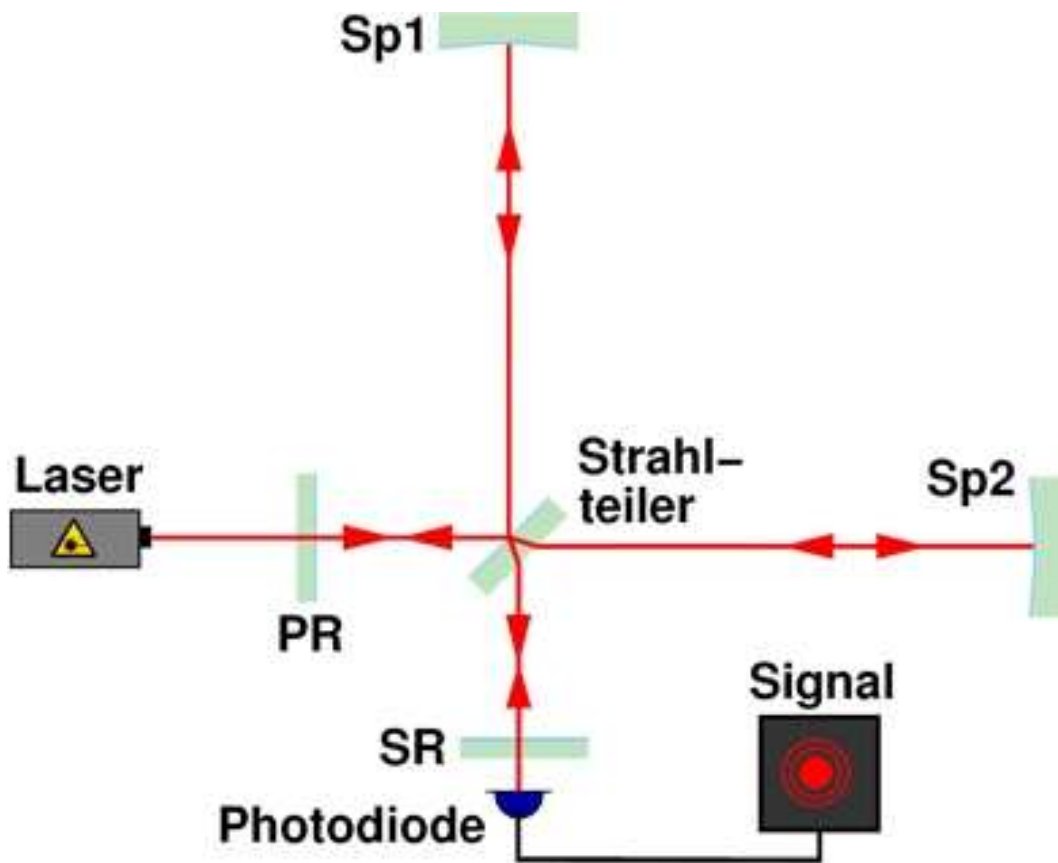 Sp1
Strahl–
teiler
Laser
Sp2
PR
Signal
SR
Photodiode